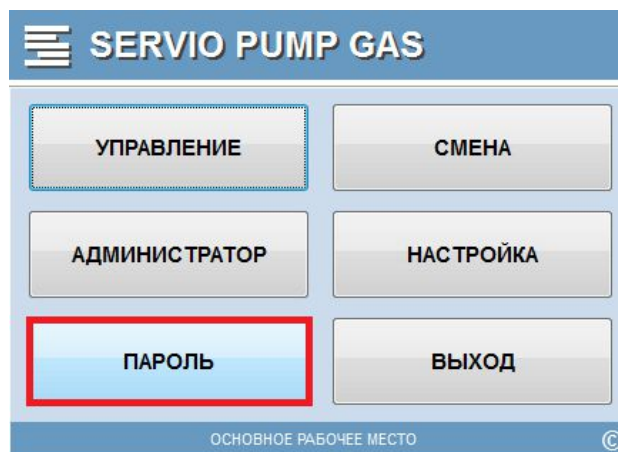 SERVIO PUMP GAS
УПРАВЛЕНИЕ
СМЕНА
АДМИНИСТРАТОР
НАСТРОЙКА
ПАРОЛЬ
ВЫХОД
ОСНОВНОЕ РАБОЧЕЕ МЕСТО
©